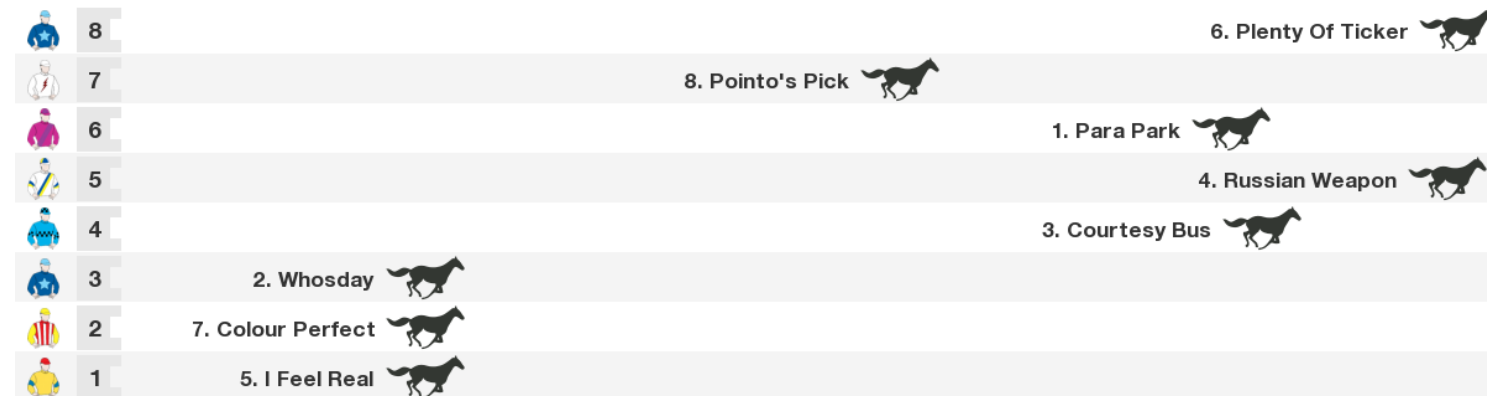 8 6. Plenty Of Ticker
7 8. Pointo's Pick
6 1. Para Park
5 4. Russian Weapon
4 3. Courtesy Bus
3 2. Whosday
2 7. Colour Perfect
1 5. I Feel Real